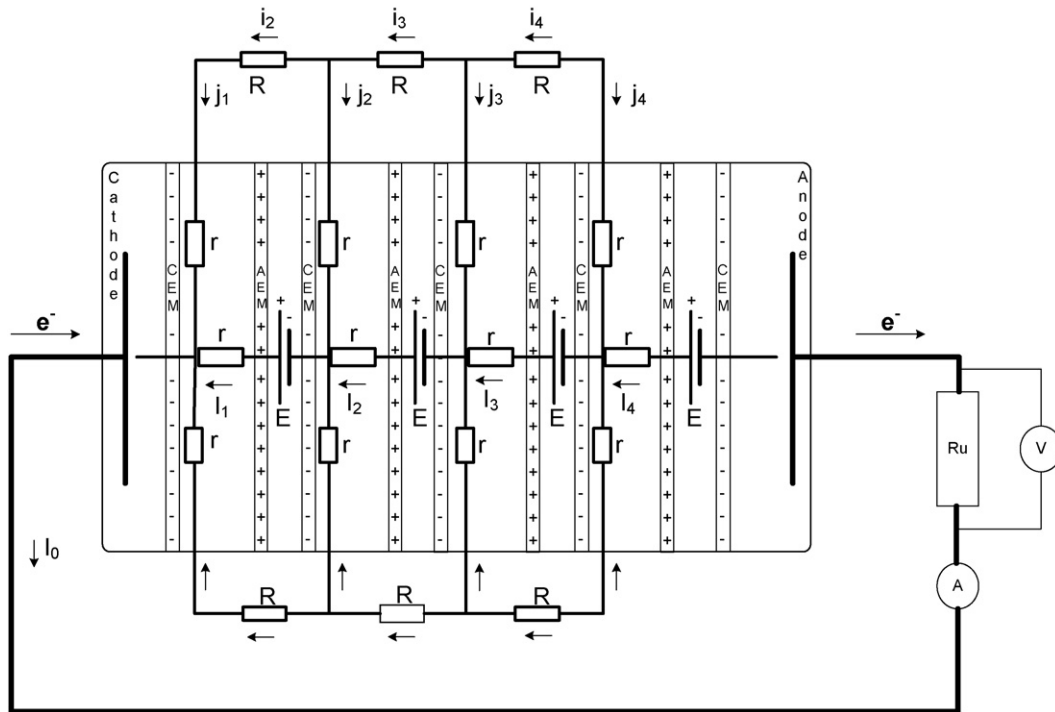 i₂ i₃ i₄
R R R
j₁ j₂ j₃ j₄
Cathode
Anode
- - - CEM - - -
+ + + AEM + + +
- - - CEM - - -
+ + + AEM + + +
- - - CEM - - -
+ + + AEM + + +
- - - CEM - - -
+ + + AEM + + +
- - - CEM - - -
r r r r
+ - + - + - + -
e⁻ e⁻
r r r r
I₁ I₂ I₃ I₄
E E E E
r r r r
Ru V
I₀
A
R R R